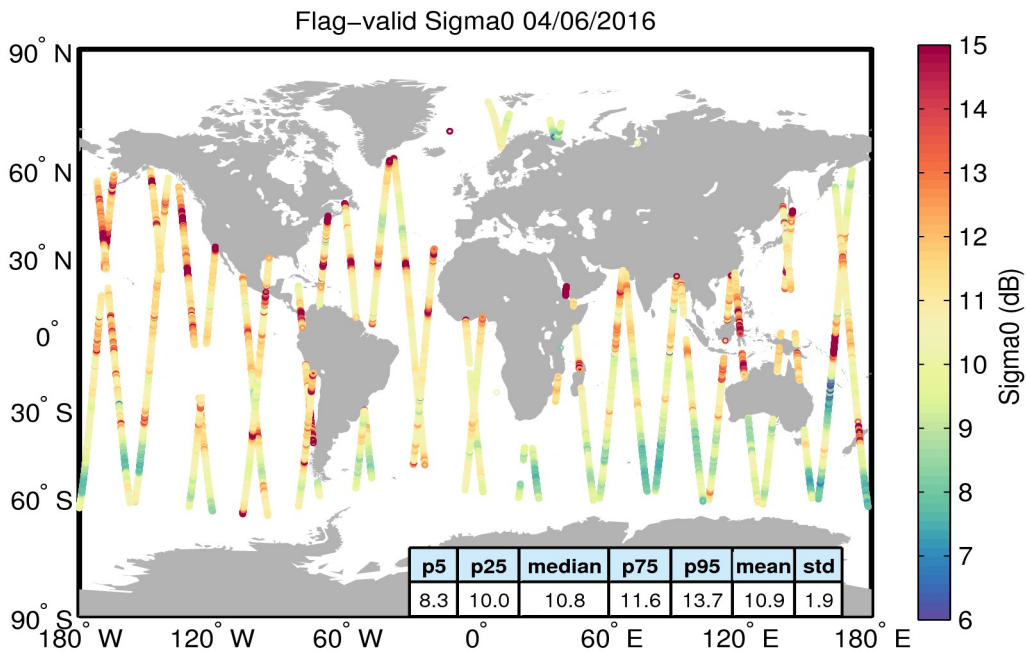 Flag−valid Sigma0 04/06/2016
90° N
60° N
30° N
0°
30° S
60° S
90° S
180° W
120° W
60° W
0°
60° E
120° E
180° E
p5 p25 median p75 p95 mean std
8.3 10.0 10.8 11.6 13.7 10.9 1.9
15
14
13
12
11
10
9
8
7
6
Sigma0 (dB)